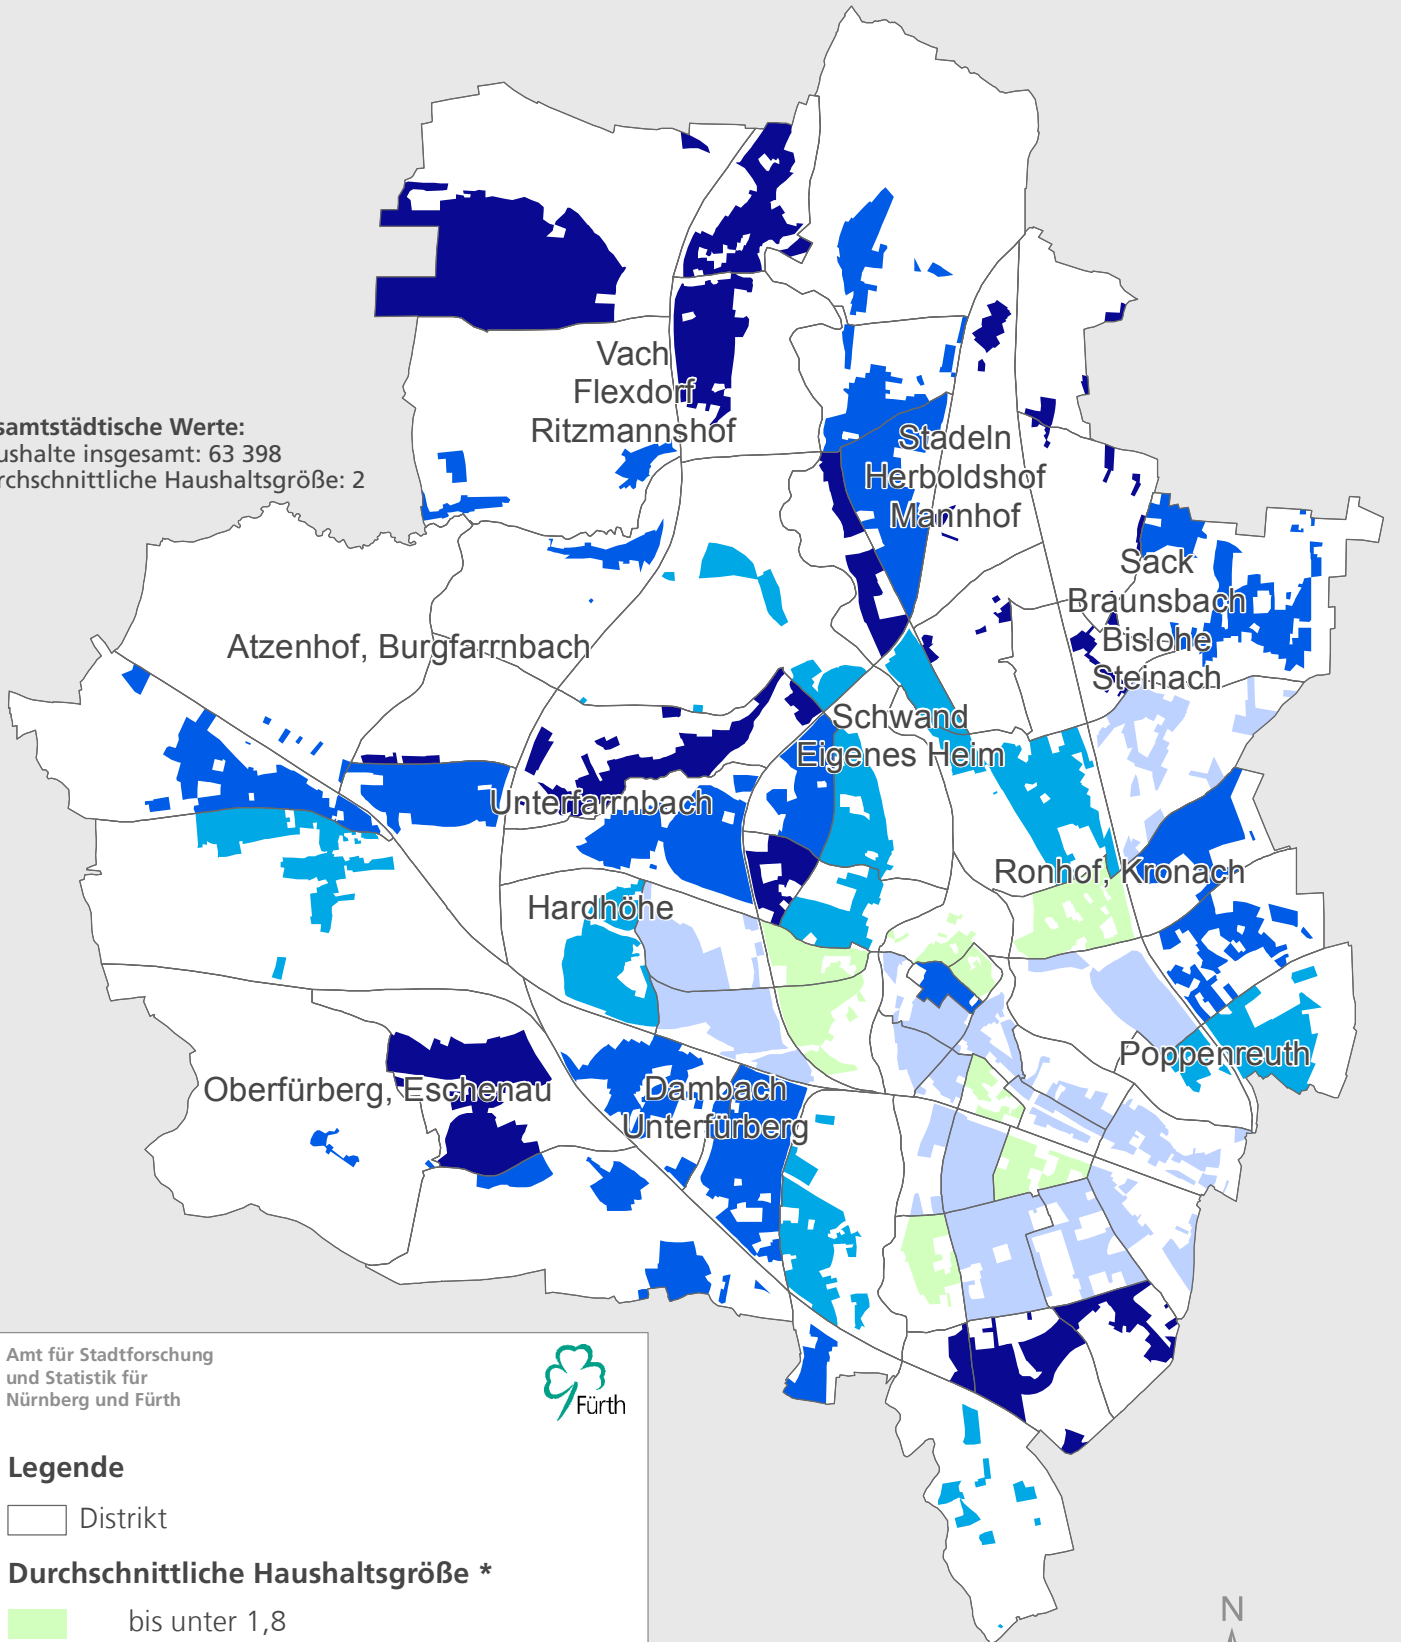 Vach
Flexdorf
Ritzmannshof
samtstädtische Werte:
ushalte insgesamt: 63 398
rchschnittliche Haushaltsgröße: 2
Stadeln
Herboldshof
Mannhof
Sack
Braunsbach
Bislohe
Steinach
Atzenhof, Burgfarrnbach
Schwand
Eigenes Heim
Unterfarrnbach
Ronhof, Kronach
Hardhöhe
Poppenreuth
Oberfürberg, Eschenau
Dambach
Unterfürberg
Amt für Stadtforschung
und Statistik für
Nürnberg und Fürth
Fürth
Legende
Distrikt
Durchschnittliche Haushaltsgröße *
bis unter 1,8
N